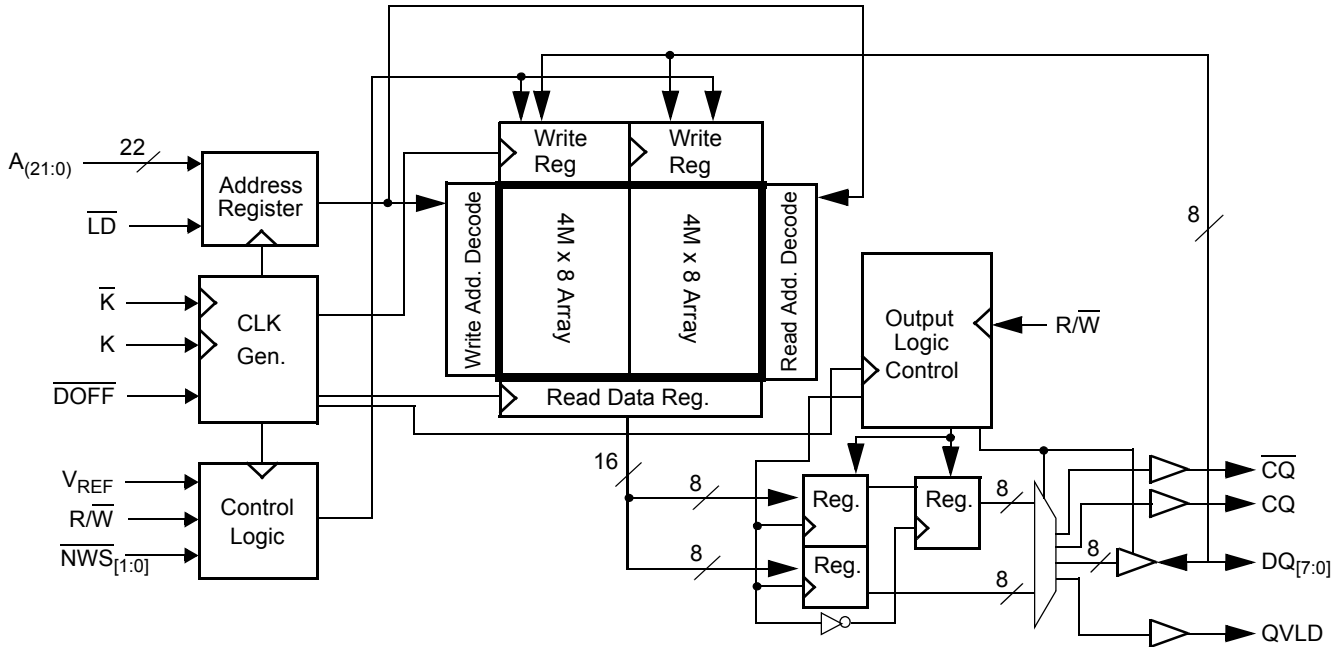 A(21:0)
22
Address
Register
LD
K
K
DOFF
CLK
Gen.
VREF
R/W
NWS[1:0]
Control
Logic
Write
Reg
Write
Reg
Write Add. Decode
4M x 8 Array
4M x 8 Array
Read Add. Decode
Read Data Reg.
8
Output
Logic
Control
R/W
16
8
8
Reg.
Reg.
Reg.
8
8
8
CQ
CQ
DQ[7:0]
QVLD